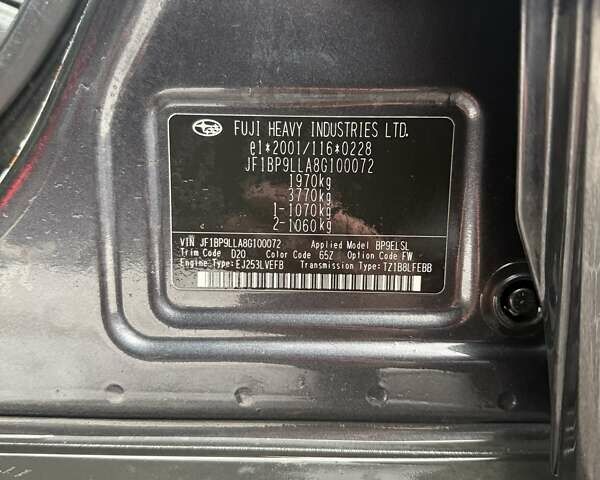 FUJI HEAVY INDUSTRIES LTD.
e1*2001/116*0228
JF1BP9LLA8G100072
1970kg
3770kg
1-1070kg
2-1060kg
VIN JF1BP9LLA8G100072 Applied Model BP9ELSL
Trim Code D20 Color Code 65Z Option Code FW
Engine Type:EJ253LVEFB Transmission Type:TZ1B8LFEBB